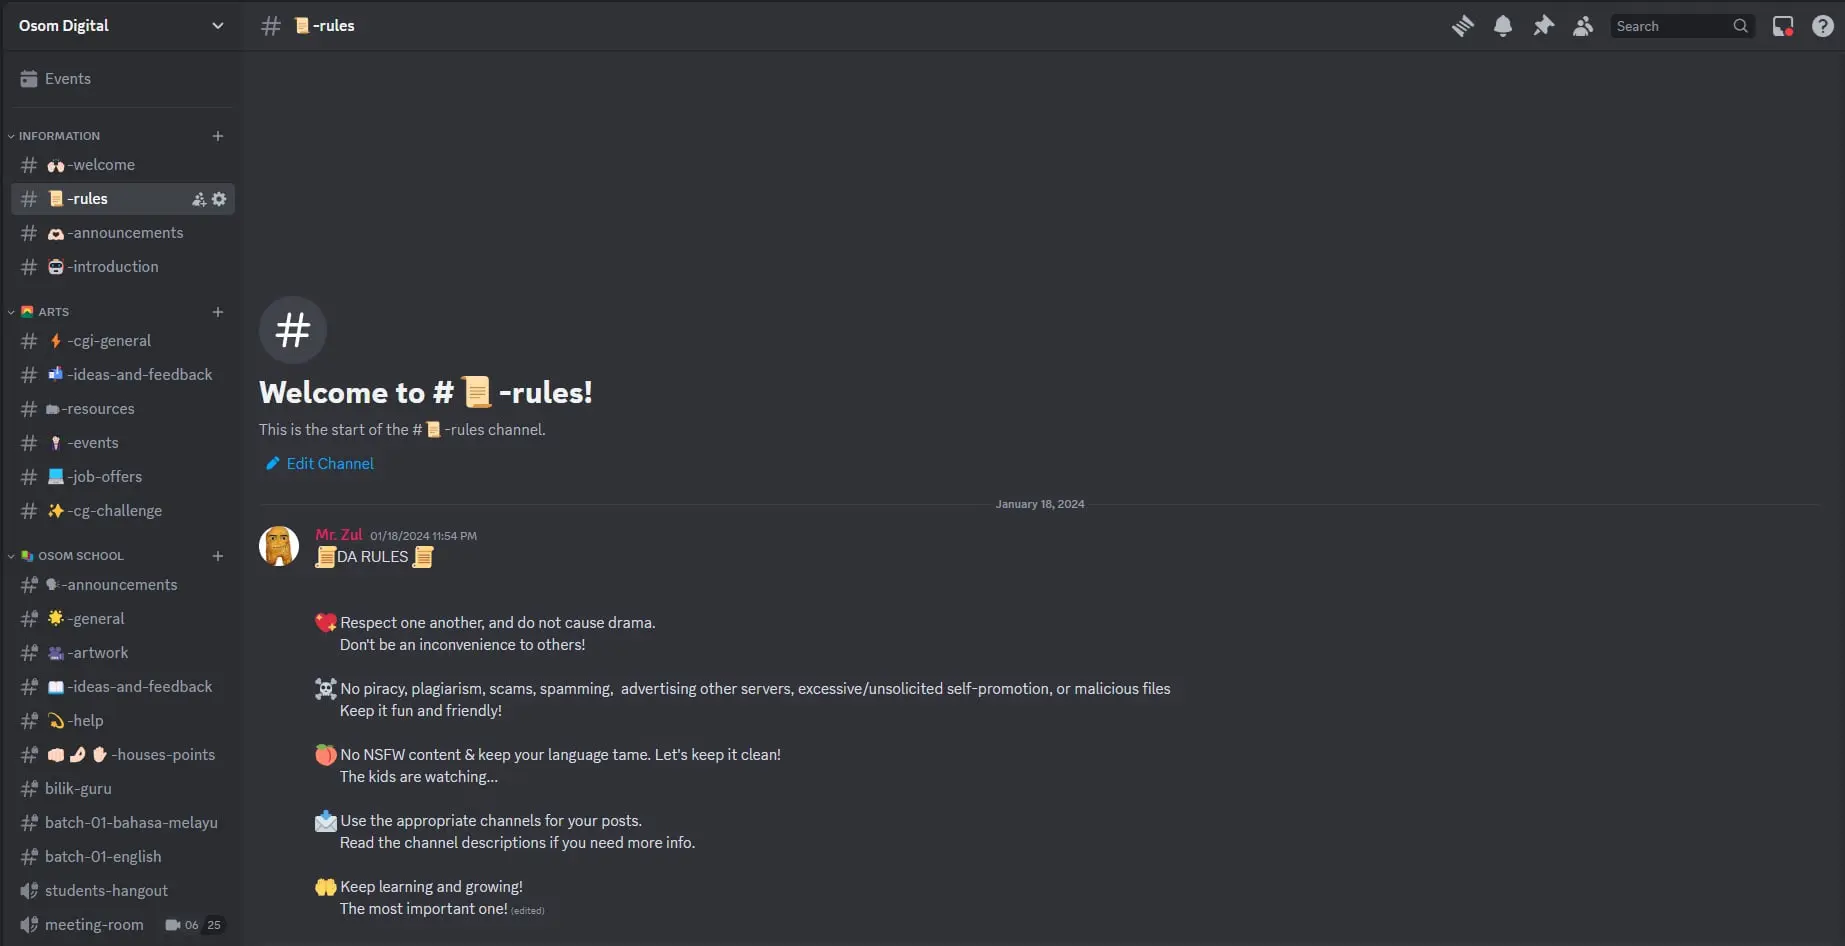 Osom Digital
Events
INFORMATION
-welcome
-rules
-announcements
-introduction
ARTS
-cgi-general
-ideas-and-feedback
-resources
-events
-job-offers
-cg-challenge
OSOM SCHOOL
-announcements
-general
-artwork
-ideas-and-feedback
-help
-houses-points
bilik-guru
batch-01-bahasa-melayu
batch-01-english
students-hangout
meeting-room 06 25
# 📜-rules
Search
Welcome to #📜-rules!
This is the start of the #📜-rules channel.
Edit Channel
January 18, 2024
Mr. Zul 01/18/2024 11:54 PM
📜DA RULES 📜
💖 Respect one another, and do not cause drama.
Don't be an inconvenience to others!
☠️ No piracy, plagiarism, scams, spamming,  advertising other servers, excessive/unsolicited self-promotion, or malicious files
Keep it fun and friendly!
🍑 No NSFW content & keep your language tame. Let's keep it clean!
The kids are watching...
📩 Use the appropriate channels for your posts.
Read the channel descriptions if you need more info.
🤲 Keep learning and growing!
The most important one! (edited)